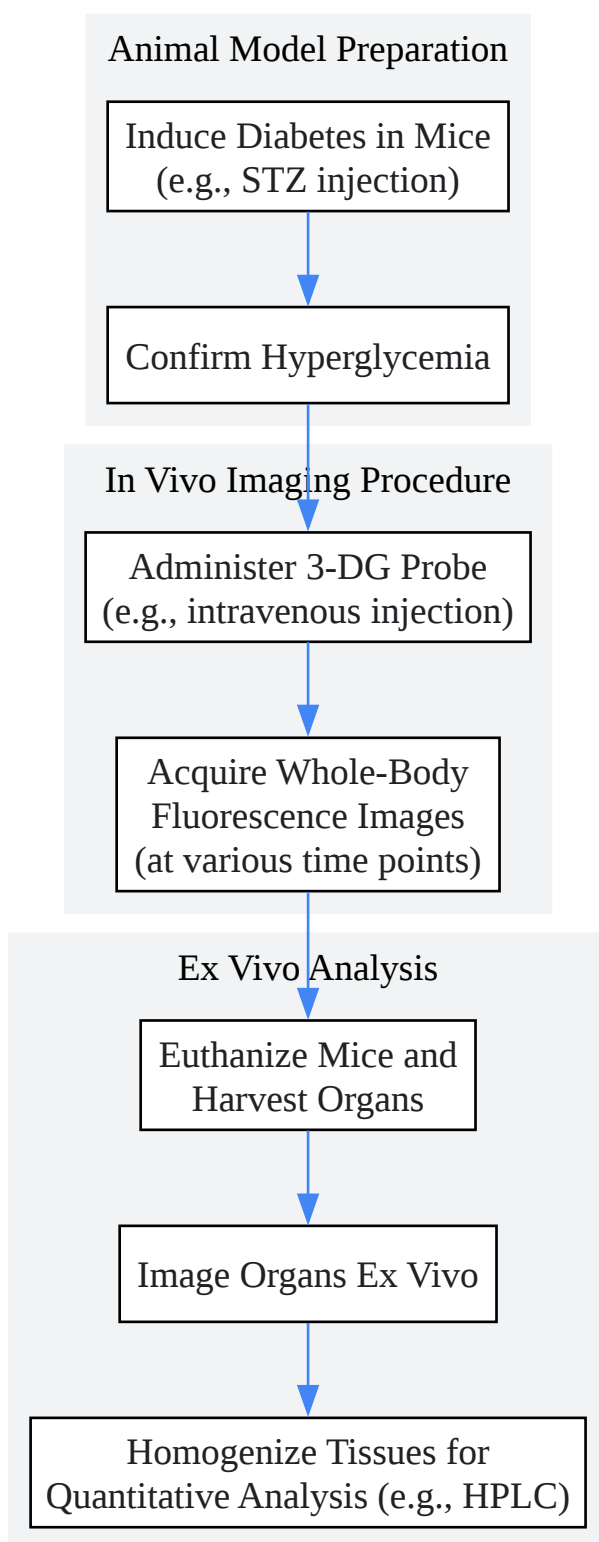 Animal Model Preparation
Induce Diabetes in Mice
(e.g., STZ injection)
Confirm Hyperglycemia
In Vivo Imaging Procedure
Administer 3-DG Probe
(e.g., intravenous injection)
Acquire Whole-Body
Fluorescence Images
(at various time points)
Ex Vivo Analysis
Euthanize Mice and
Harvest Organs
Image Organs Ex Vivo
Homogenize Tissues for
Quantitative Analysis (e.g., HPLC)